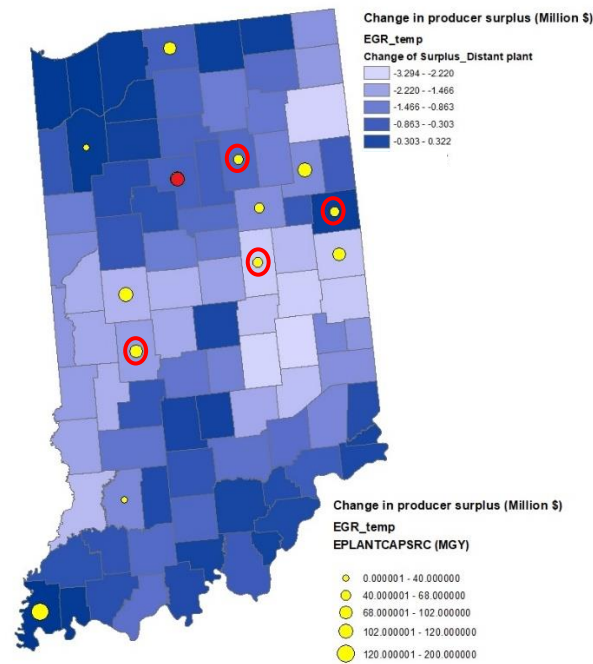 Change in producer surplus (Million $)
EGR_temp
Change of Surplus_Distant plant
-3.294 - -2.220
-2.220 - -1.466
-1.466 - -0.863
-0.863 - -0.303
-0.303 - 0.322
Change in producer surplus (Million $)
EGR_temp
EPLANTCAPSRC (MGY)
0.000001 - 40.000000
40.000001 - 68.000000
68.000001 - 102.000000
102.000001 - 120.000000
120.000001 - 200.000000